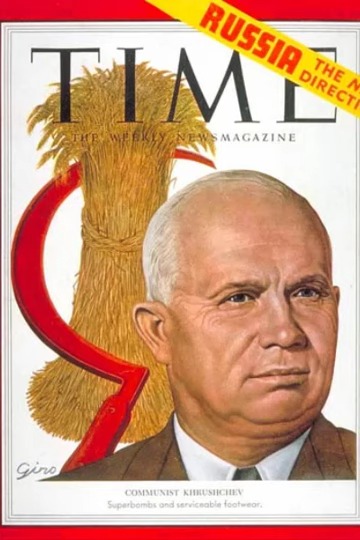 RUSSIA
THE N
DIRECTI
TIME
THE WEEKLY NEWSMAGAZINE
Giro
COMMUNIST KHRUSHCHEV
Superbombs and serviceable footwear.